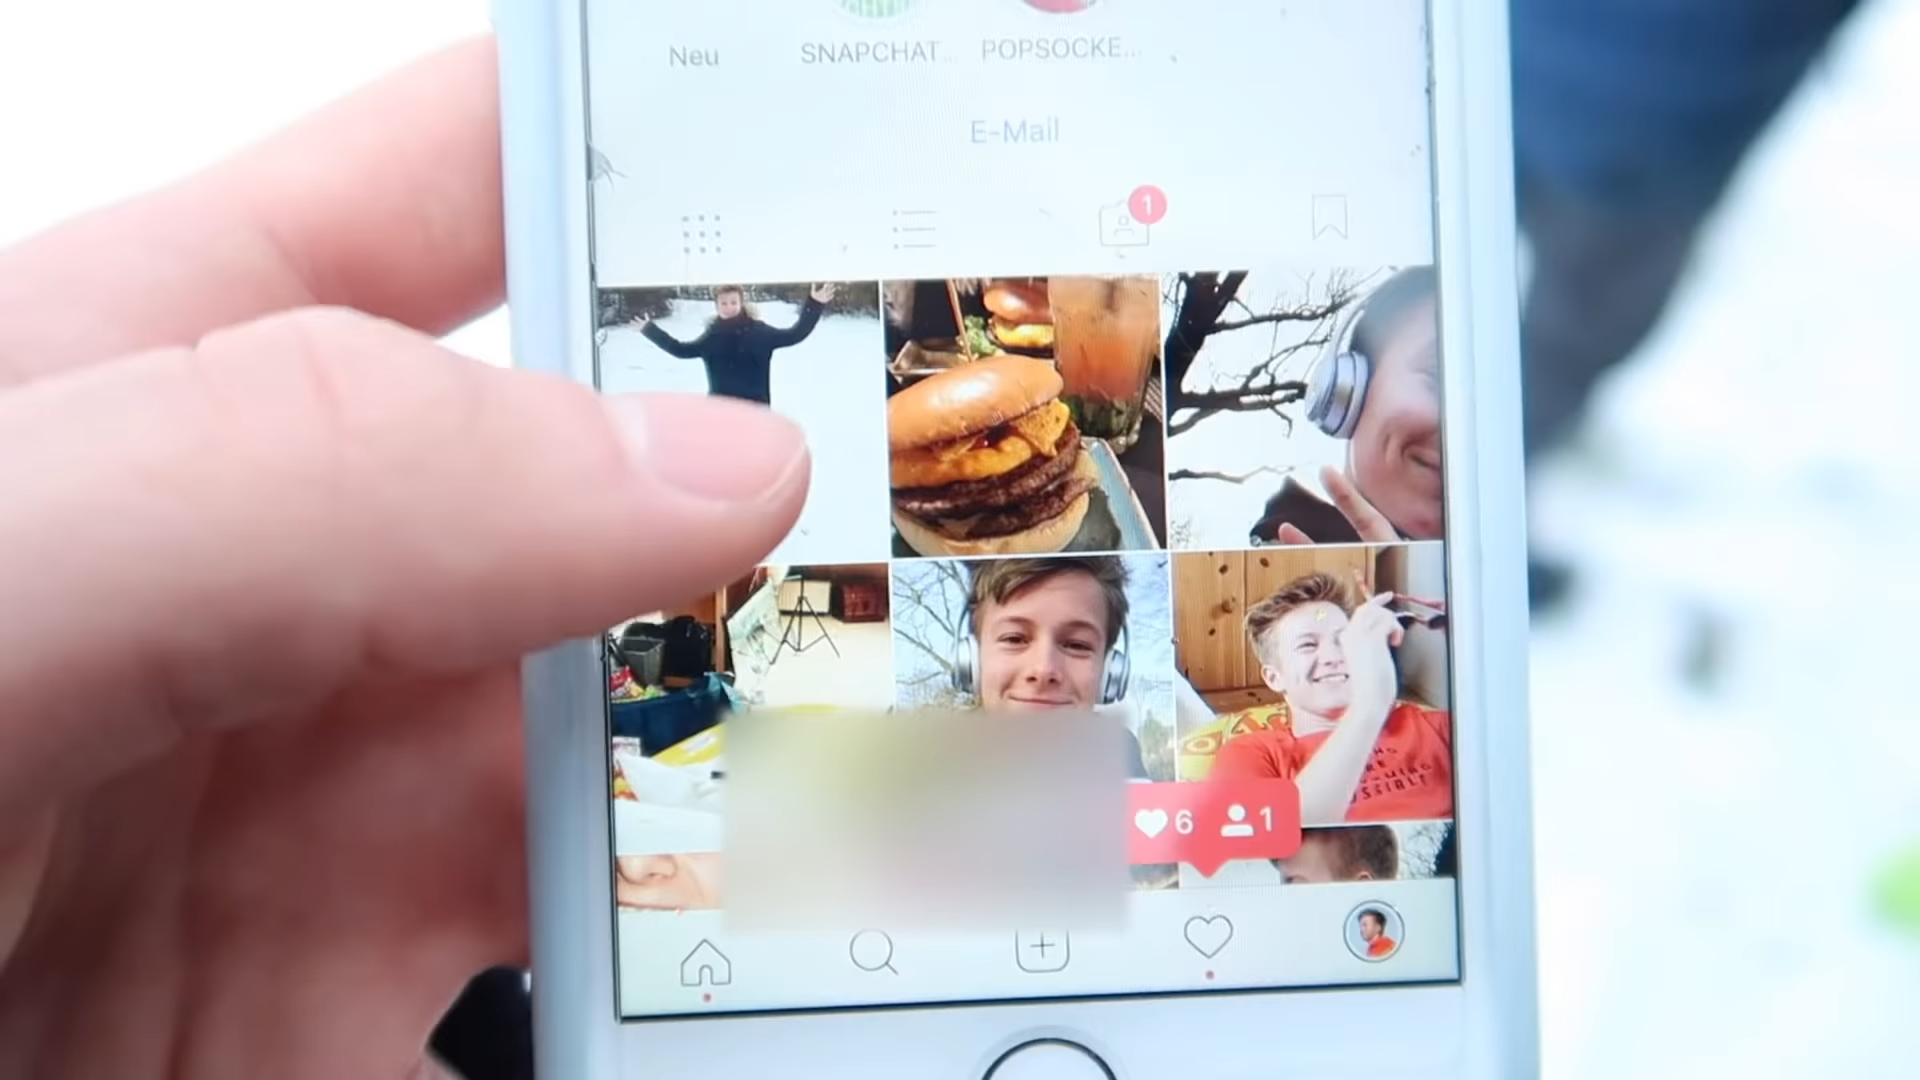 Neu
SNAPCHAT...
POPSOCKE...
E-Mail
1
6
1